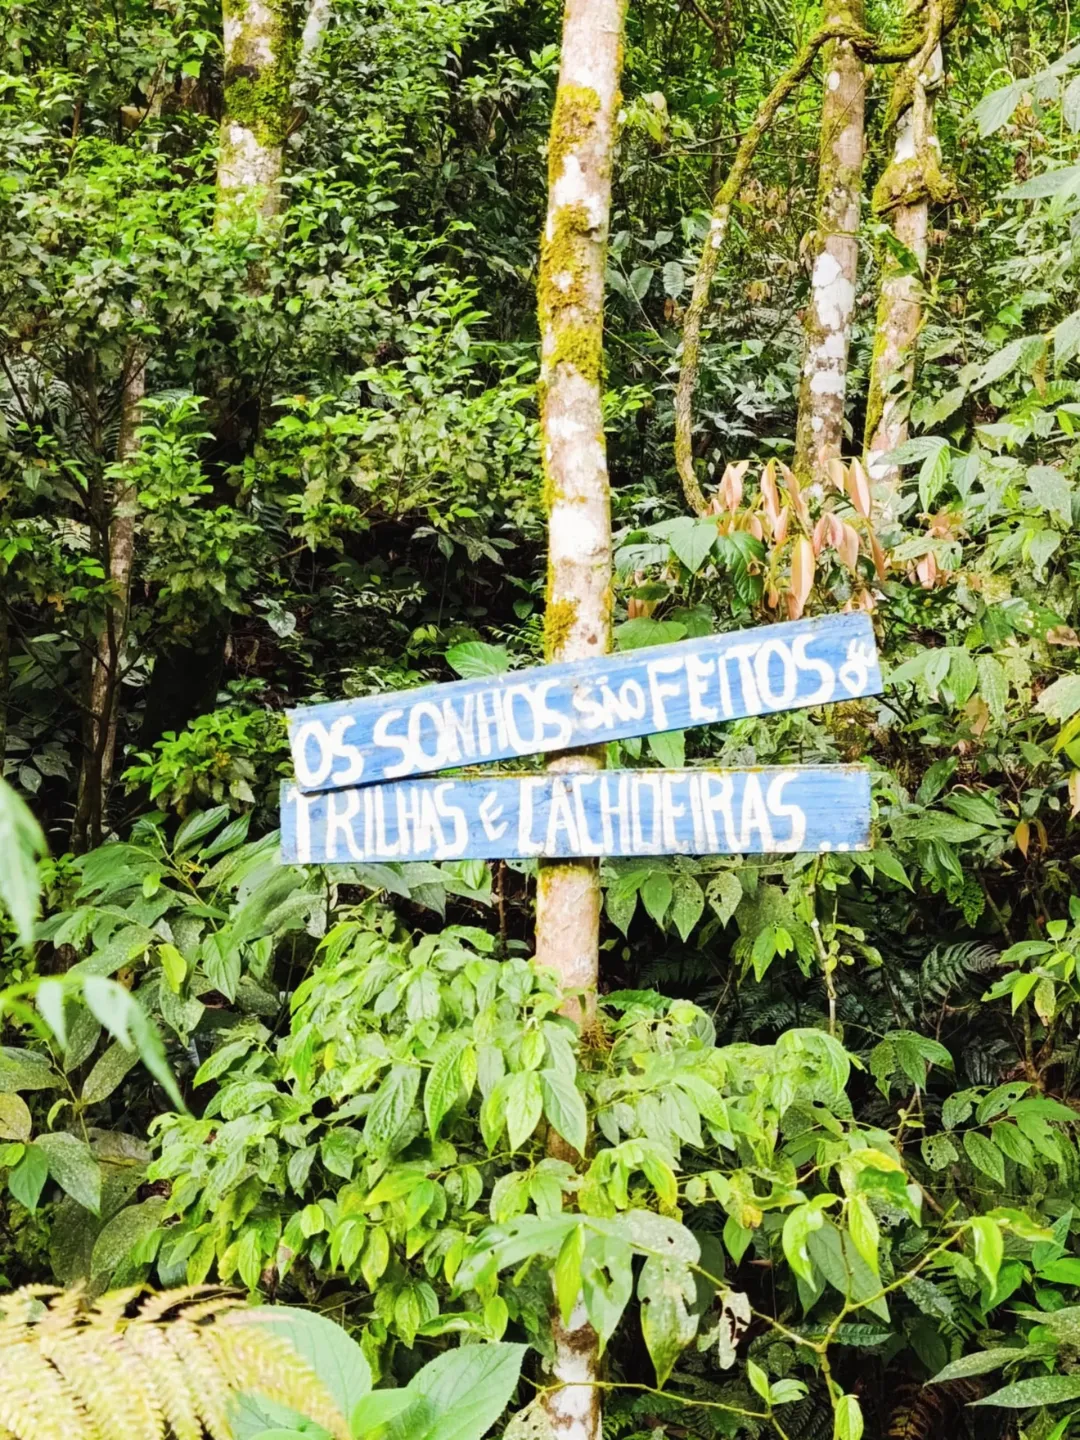 OS SONHOS SÃO FEITOS de
TRILHAS E CACHOEIRAS...